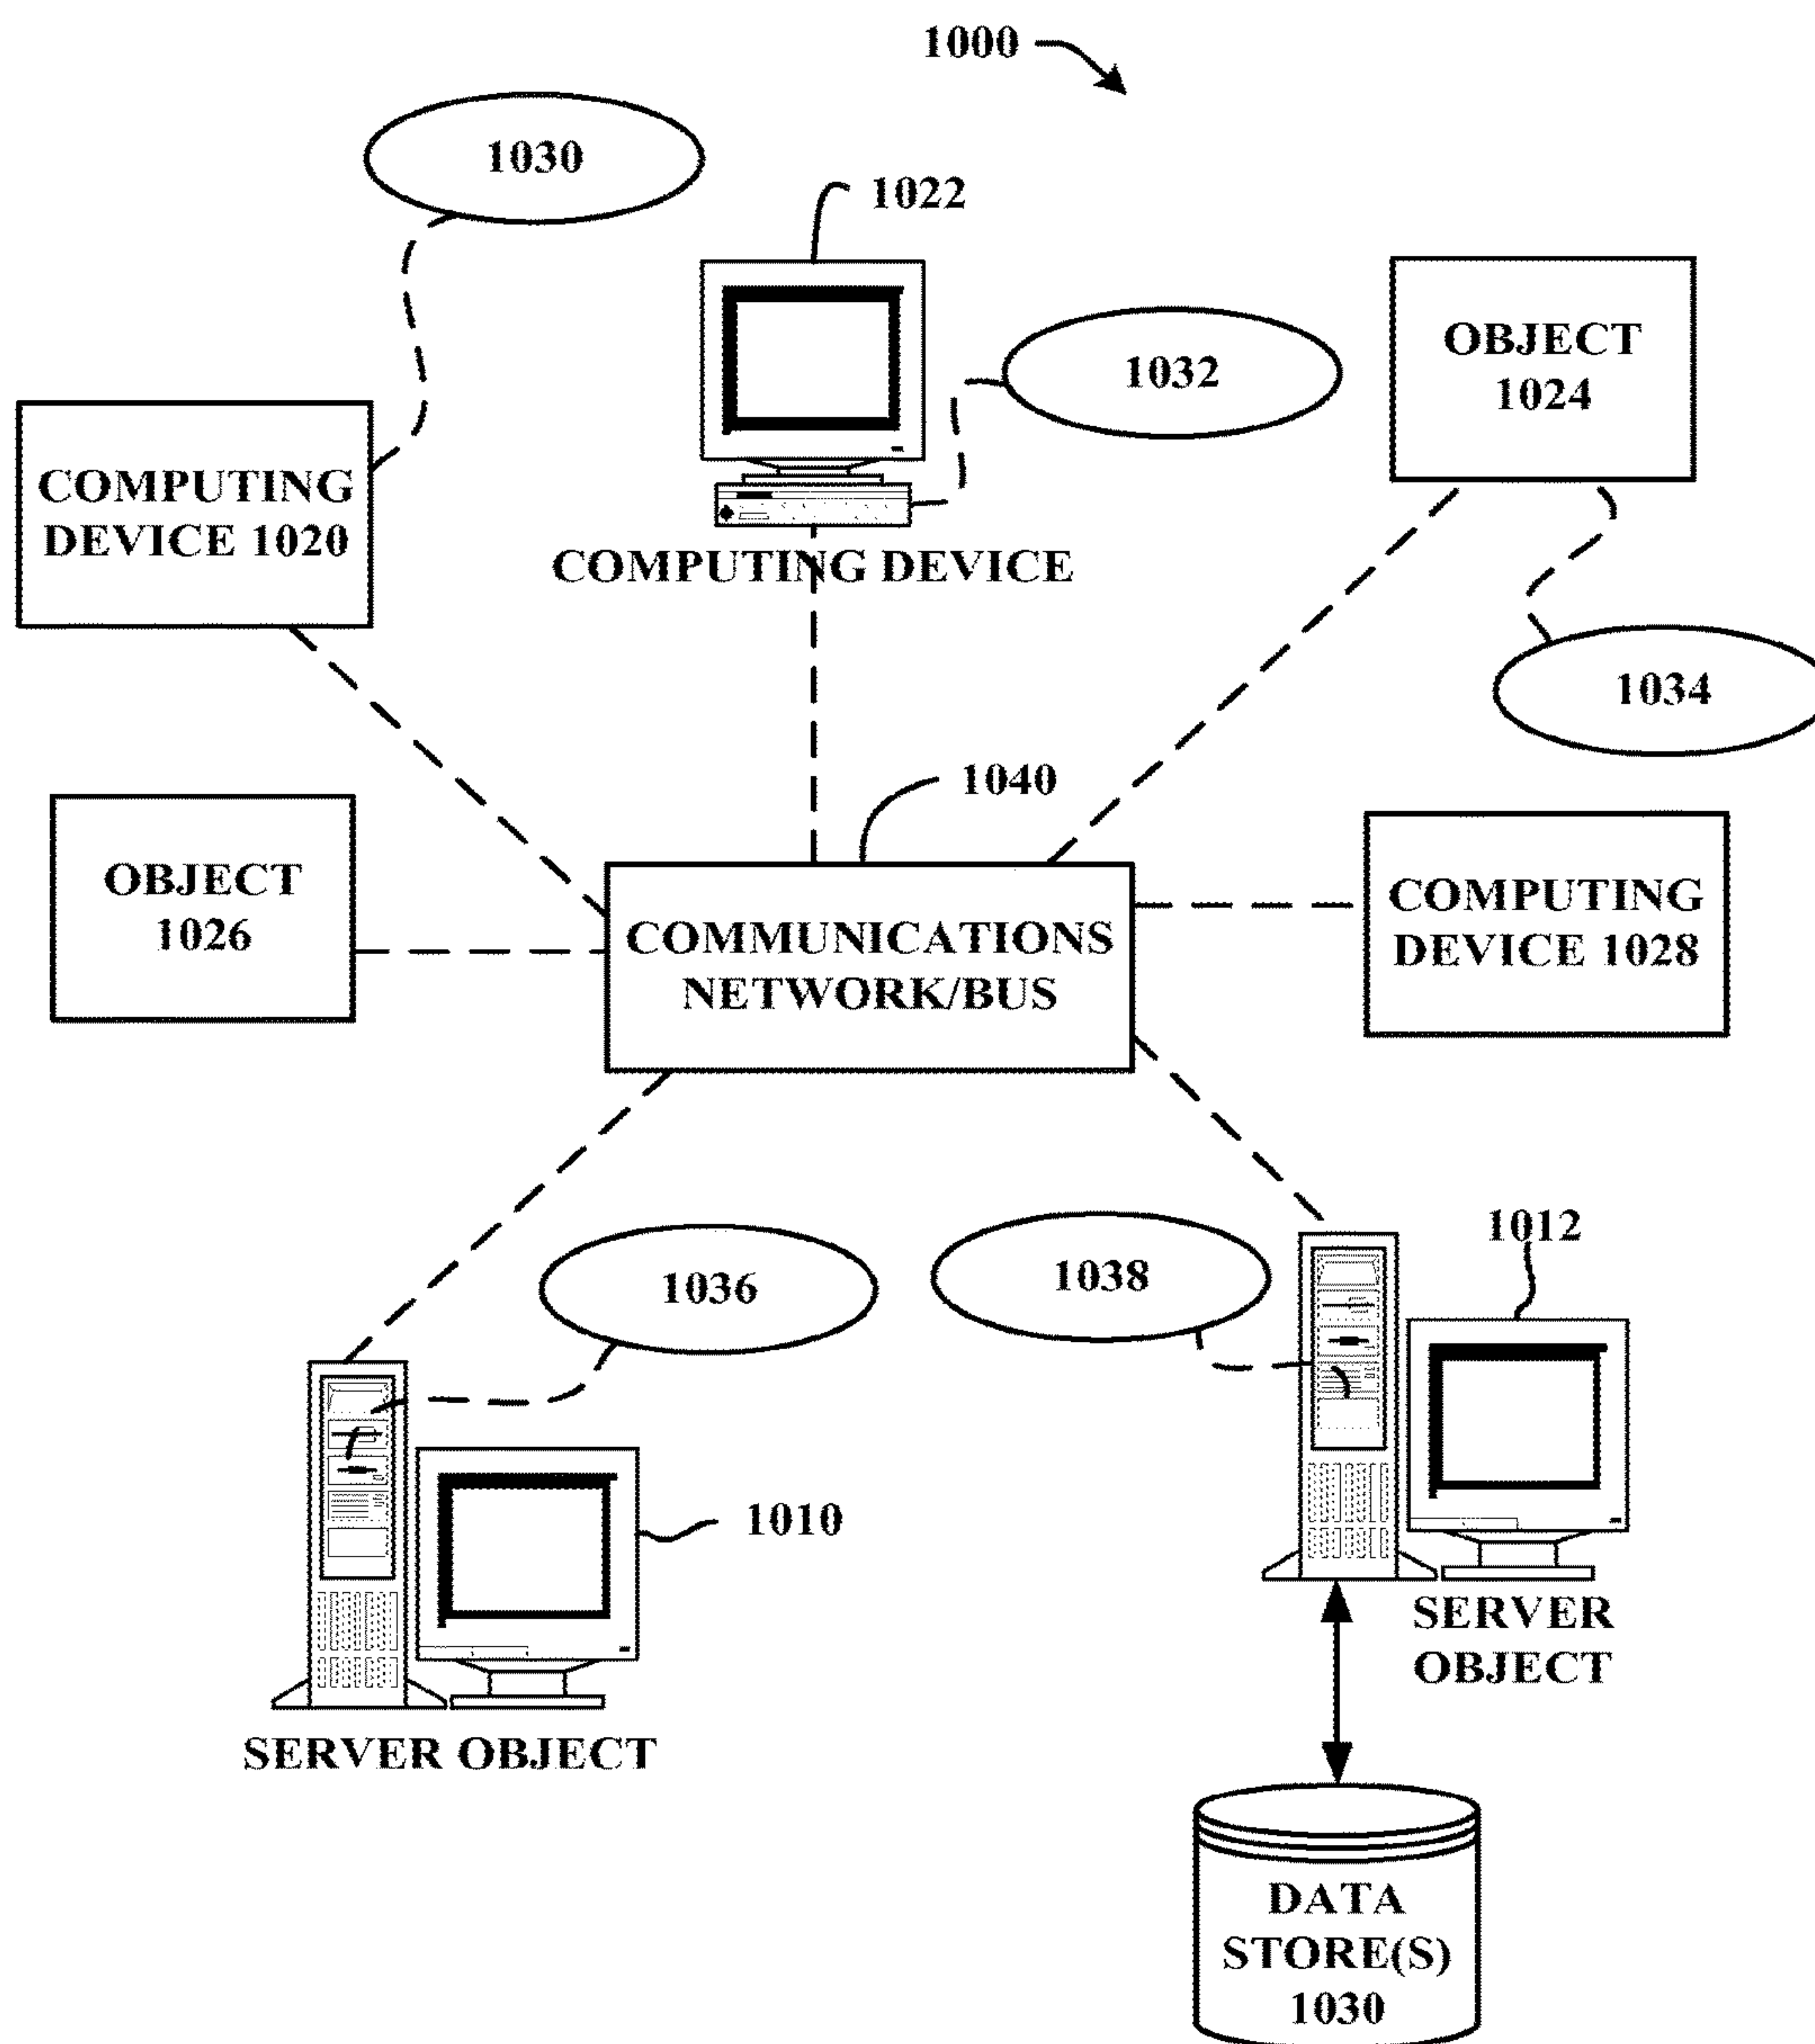 1000
1030
1022
1032
OBJECT
1024
COMPUTING
DEVICE 1020
COMPUTING DEVICE
1034
1040
OBJECT
1026
COMMUNICATIONS
NETWORK/BUS
COMPUTING
DEVICE 1028
1036
1038
1012
1010
SERVER
OBJECT
SERVER OBJECT
DATA
STORE(S)
1030